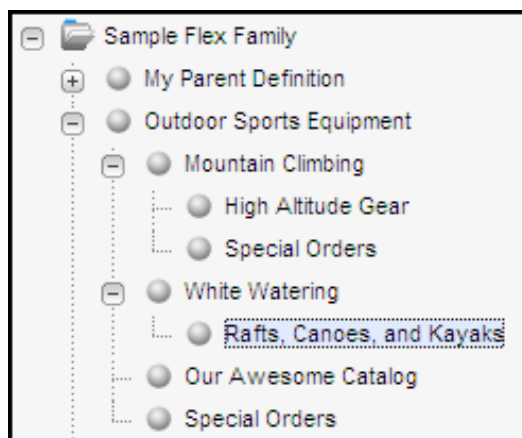 Sample Flex Family
My Parent Definition
Outdoor Sports Equipment
Mountain Climbing
High Altitude Gear
Special Orders
White Watering
Rafts, Canoes, and Kayaks
Our Awesome Catalog
Special Orders